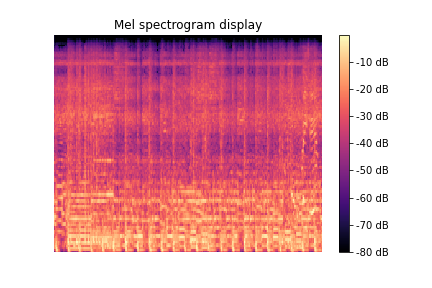 Mel spectrogram display
-10 dB
-20 dB
-30 dB
-40 dB
-50 dB
-60 dB
-70 dB
-80 dB